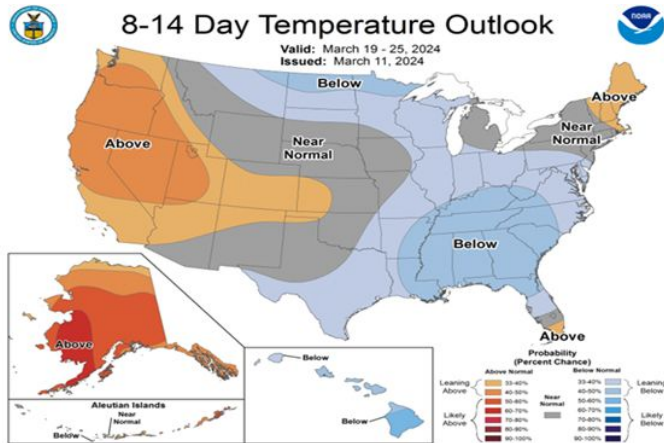 8-14 Day Temperature Outlook
NOAA
Valid: March 19 - 25, 2024
Issued: March 11, 2024
Below
Above
Near
Normal
Above
Near
Normal
Below
Above
Above
Aleutian Islands
Near
Normal
Below
Below
Below
Probability
(Percent Chance)
Above Normal
Below Normal
Leaning
Above
33-40%
40-50%
Likely
Above
50-60%
60-70%
70-80%
80-90%
90-100%
Near
Normal
33-40%
40-50%
Leaning
Below
50-60%
60-70%
70-80%
80-90%
90-100%
Likely
Below